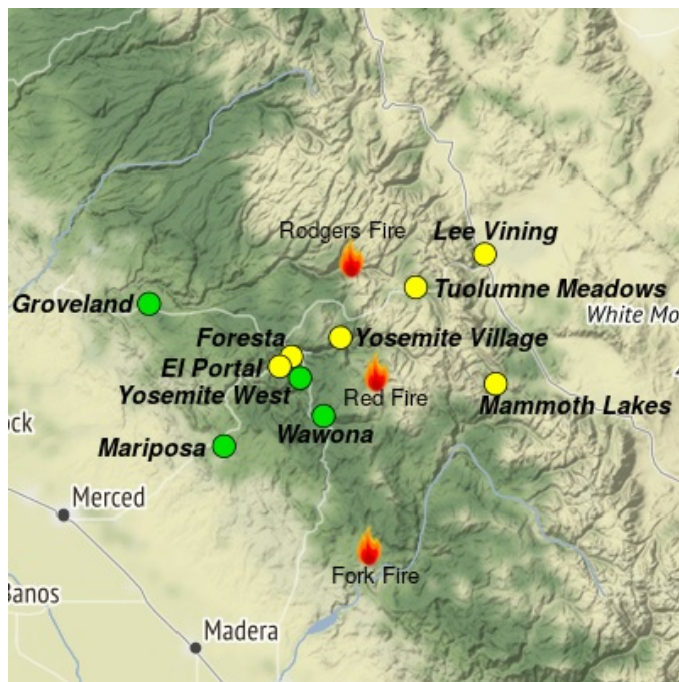 Rodgers Fire
Lee Vining
Tuolumne Meadows
Groveland
White Mo
Foresta
Yosemite Village
El Portal
Yosemite West
Red Fire
Mammoth Lakes
ock
Wawona
Mariposa
Merced
Fork Fire
Banos
Madera